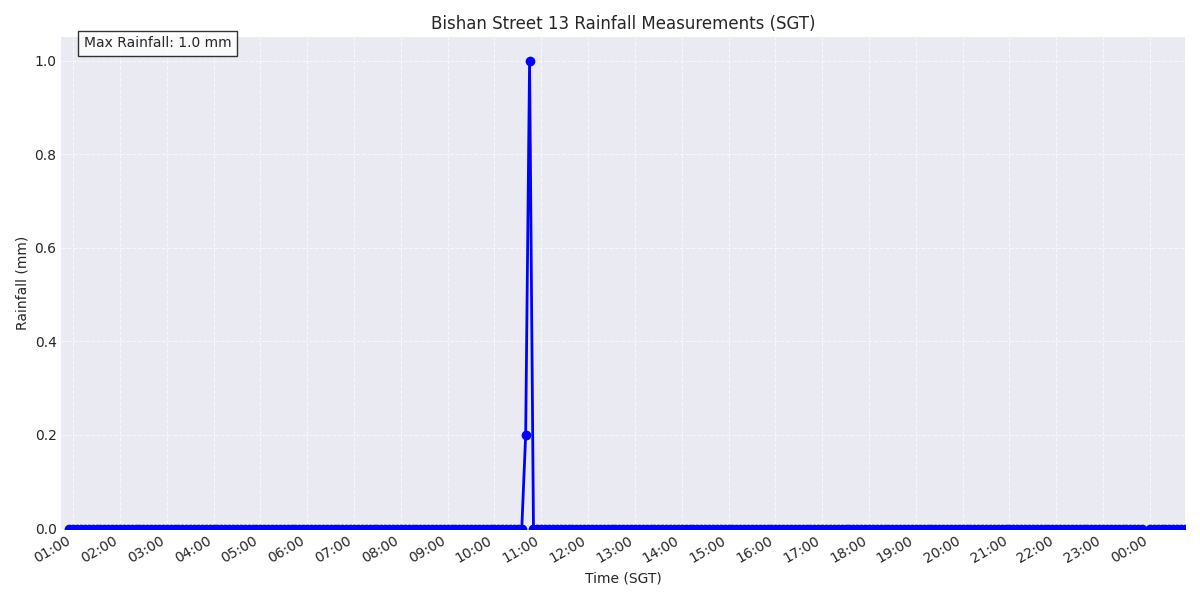 Bishan Street 13 Rainfall Measurements (SGT)
Max Rainfall: 1.0 mm
Rainfall (mm)
1.0
0.8
0.6
0.4
0.2
0.0
01:00 02:00 03:00 04:00 05:00 06:00 07:00 08:00 09:00 10:00 11:00 12:00 13:00 14:00 15:00 16:00 17:00 18:00 19:00 20:00 21:00 22:00 23:00 00:00
Time (SGT)